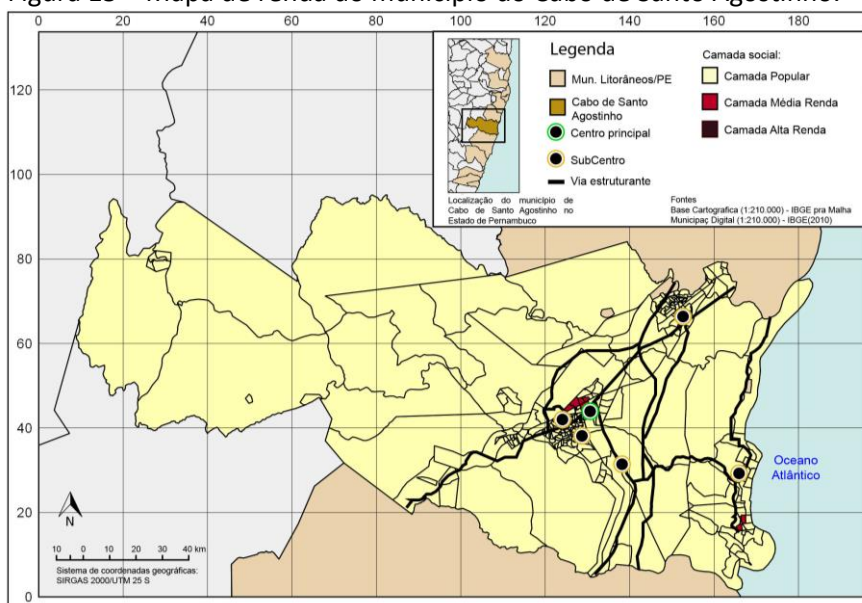 Figura 13 – Mapa de renda do município do Cabo de Santo Agostinho.
0 20 40 60 80 100 120 140 160 180
120
100
80
60
40
20
0
Legenda
Mun. Litorâneos/PE
Cabo de Santo
Agostinho
Centro principal
SubCentro
Via estruturante
Camada social:
Camada Popular
Camada Média Renda
Camada Alta Renda
Localização do município de
Cabo de Santo Agostinho no
Estado de Pernambuco
Fontes
Base Cartografica (1:210.000) - IBGE pra Malha
Municipaç Digital (1:210.000) - IBGE(2010)
Oceano
Atlântico
N
10 0 10 20 30 40 km
Sistema de coordenadas geográficas:
SIRGAS 2000/UTM 25 S